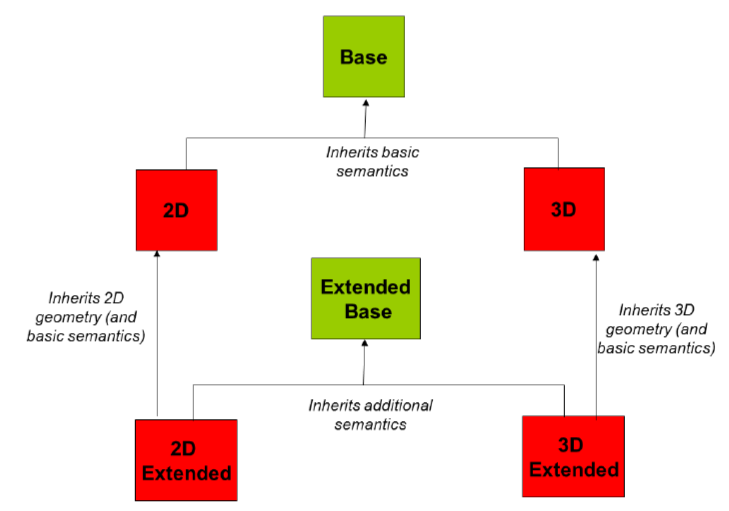 Base
Inherits basic
semantics
2D
3D
Extended
Base
Inherits 2D
geometry (and
basic semantics)
Inherits 3D
geometry (and
basic semantics)
Inherits additional
semantics
2D
Extended
3D
Extended